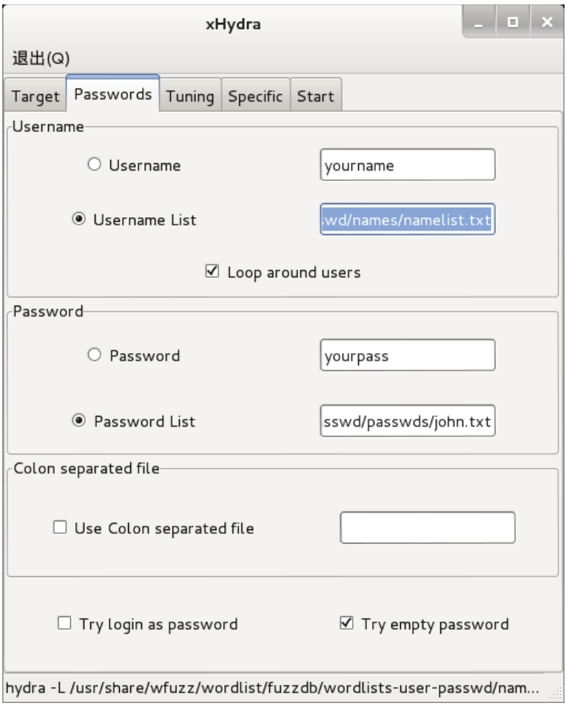 xHydra
退出(Q)
Target Passwords Tuning Specific Start
Username
Username yourname
Username List swd/names/namelist.txt
Loop around users
Password
Password yourpass
Password List sswd/passwds/john.txt
Colon separated file
Use Colon separated file
Try login as password Try empty password
hydra -L /usr/share/wfuzz/wordlist/fuzzdb/wordlists-user-passwd/nam...